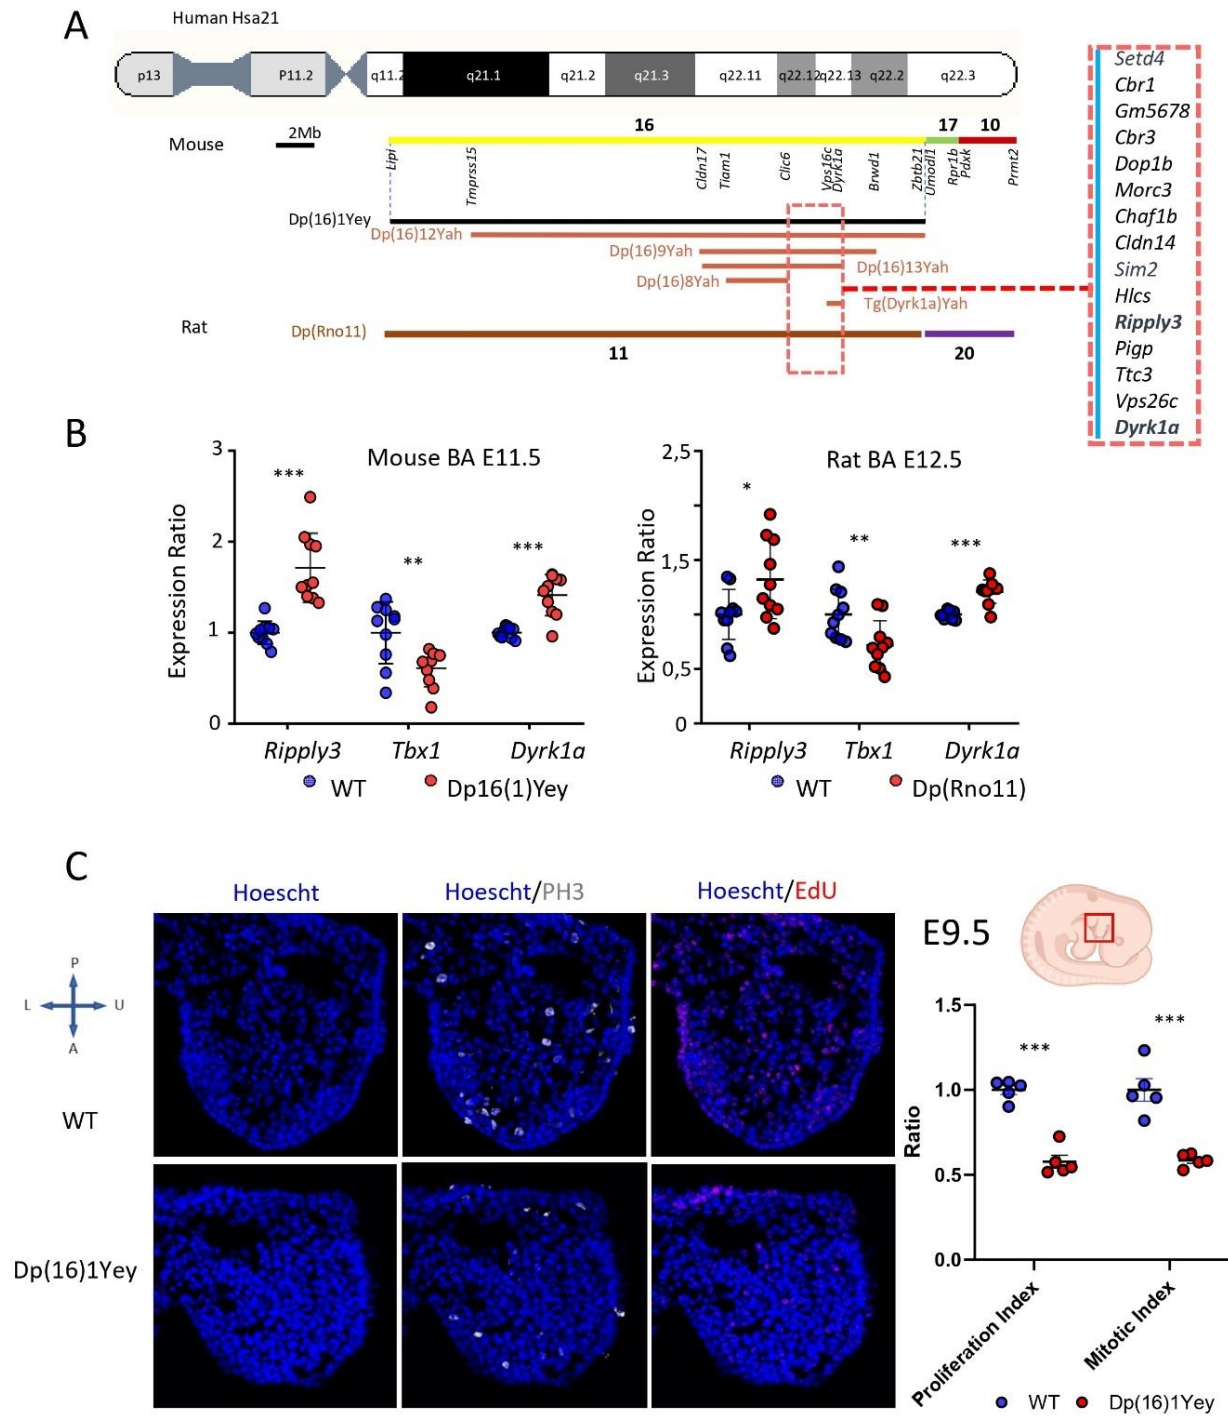 A
Human Hsa21
p13
P11.2
q11.2
q21.1
q21.2
q21.3
q22.11
q22.12
q22.13
q22.2
q22.3
Mouse
2Mb
16
17
10
Lipi
Tmprss15
Cldn17
Tiam1
Clic6
Vps16c
Dyrk1a
Brwd1
Zbtb21
Umodl1
Rpr1b
Pdxk
Prmt2
Dp(16)1Yey
Dp(16)12Yah
Dp(16)9Yah
Dp(16)13Yah
Dp(16)8Yah
Tg(Dyrk1a)Yah
Rat
Dp(Rno11)
11
20
Setd4
Cbr1
Gm5678
Cbr3
Dop1b
Morc3
Chaf1b
Cldn14
Sim2
Hlcs
Ripply3
Pigp
Ttc3
Vps26c
Dyrk1a
B
Mouse BA E11.5
Expression Ratio
3
2
1
0
***
**
***
Ripply3 Tbx1 Dyrk1a
WT Dp16(1)Yey
Rat BA E12.5
Expression Ratio
2,5
1,5
0,5
0
*
**
***
Ripply3 Tbx1 Dyrk1a
WT Dp(Rno11)
C
Hoescht
Hoescht/PH3
Hoescht/EdU
P
L U
A
WT
Dp(16)1Yey
E9.5
Ratio
1.5
1.0
0.5
0.0
***
***
Proliferation Index
Mitotic Index
WT Dp(16)1Yey